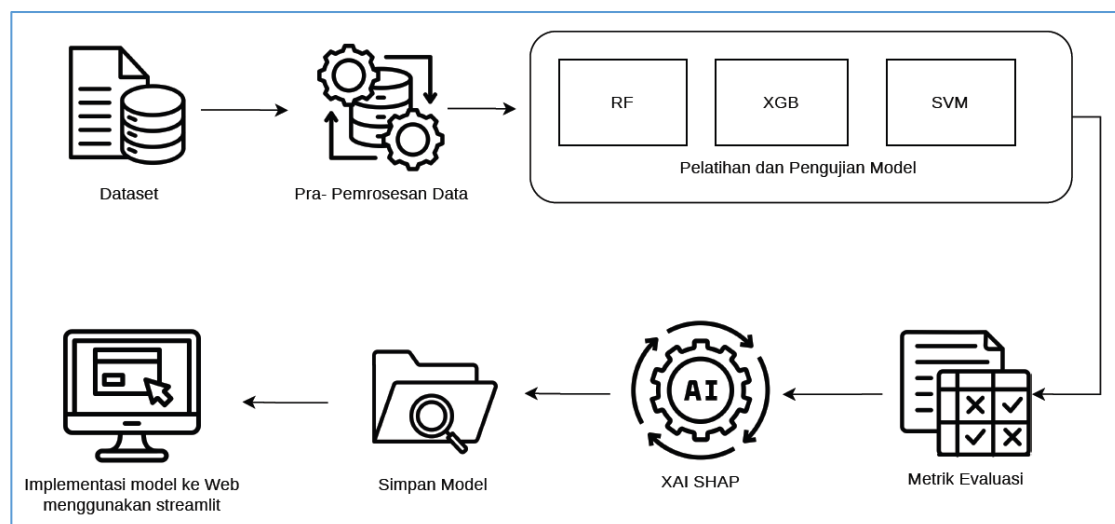 Dataset
Pra- Pemrosesan Data
RF
XGB
SVM
Pelatihan dan Pengujian Model
Implementasi model ke Web
menggunakan streamlit
Simpan Model
AI
XAI SHAP
Metrik Evaluasi